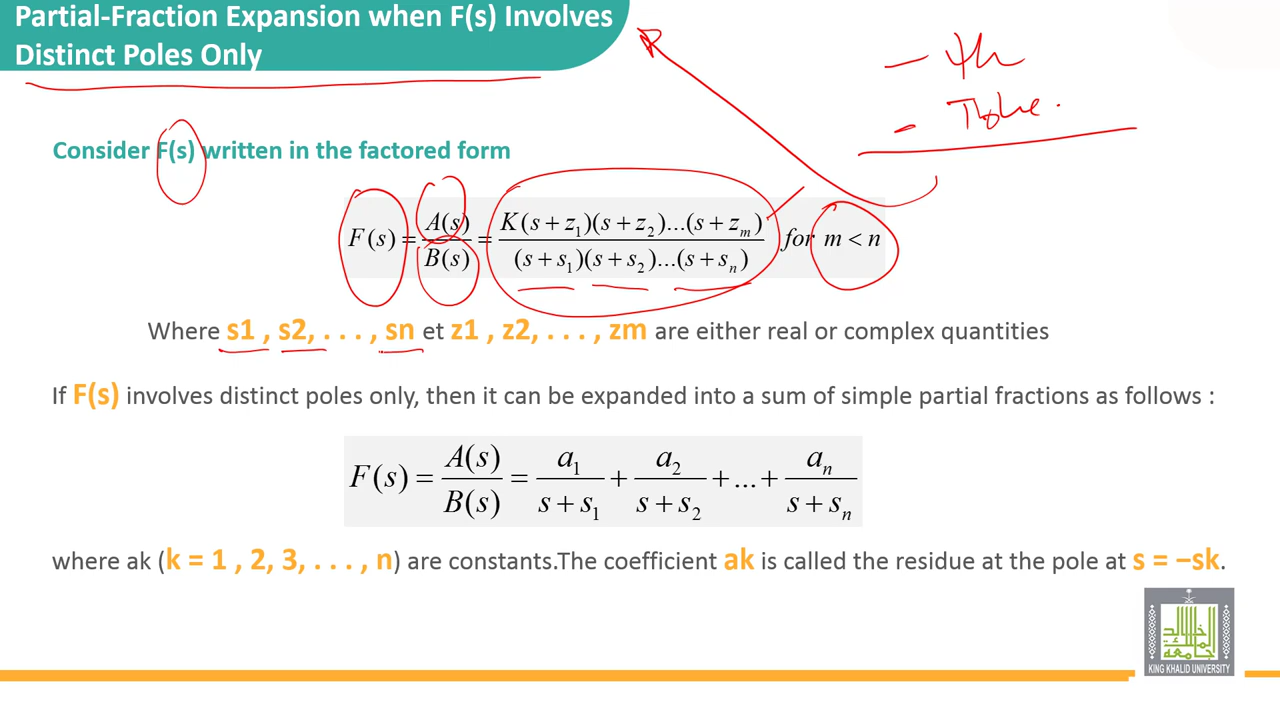 Partial-Fraction Expansion when F(s) Involves
Distinct Poles Only
Consider F(s) written in the factored form
F(s) = A(s)/B(s) = K(s + z₁)(s + z₂)...(s + zₘ)/(s + s₁)(s + s₂)...(s + sₙ) for m < n
Where s1 , s2, . . . , sn et z1 , z2, . . . , zm are either real or complex quantities
If F(s) involves distinct poles only, then it can be expanded into a sum of simple partial fractions as follows :
F(s) = A(s)/B(s) = a₁/(s + s₁) + a₂/(s + s₂) + ... + aₙ/(s + sₙ)
where ak (k = 1 , 2, 3, . . . , n) are constants.The coefficient ak is called the residue at the pole at s = −sk.
جامعة الملك خالد
KING KHALID UNIVERSITY